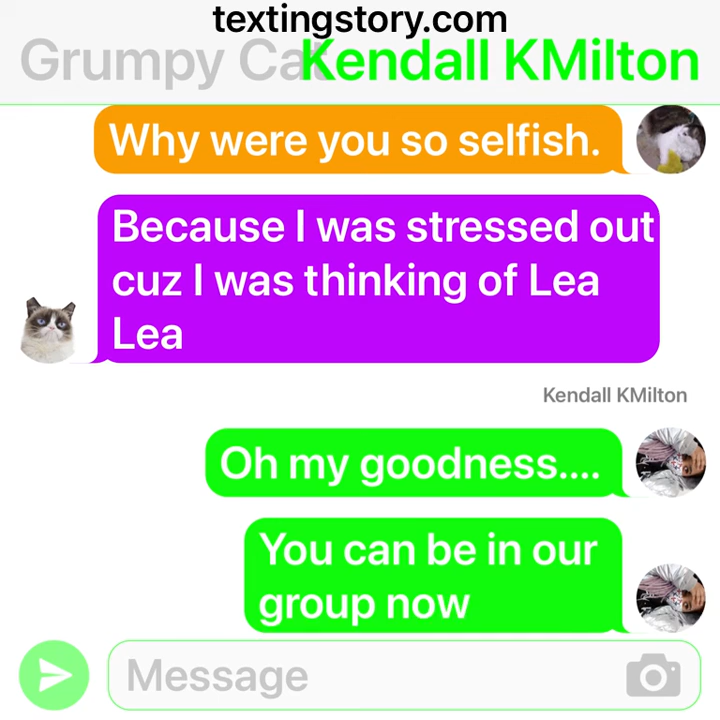 textingstory.com
Grumpy Cat Kendall KMilton
Why were you so selfish.
Because I was stressed out
cuz I was thinking of Lea
Lea
Kendall KMilton
Oh my goodness....
You can be in our
group now
Message